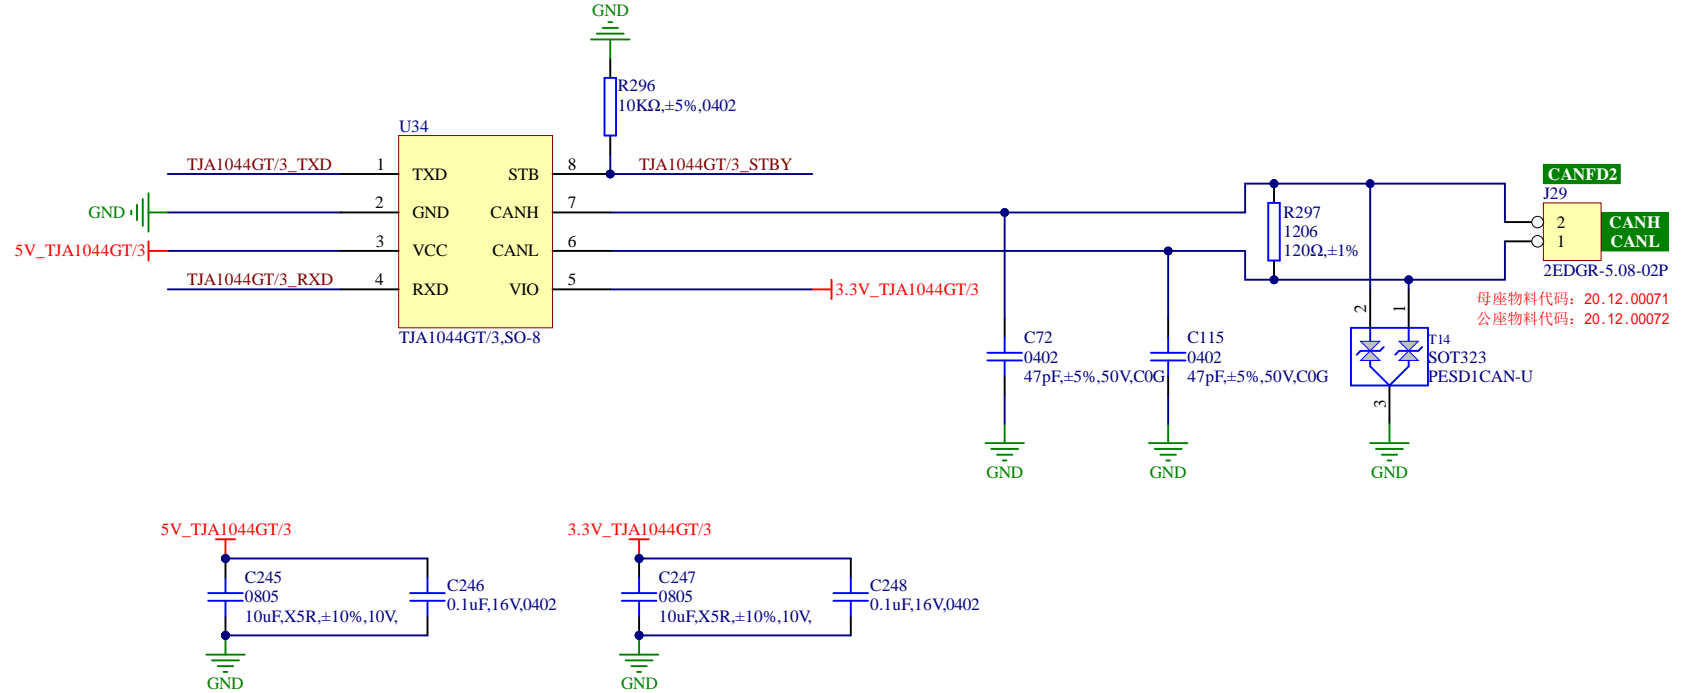 GND
R296
10KΩ,±5%,0402
U34
TJA1044GT/3_TXD
1
TXD
STB
8
TJA1044GT/3_STBY
GND
2
GND
CANH
7
5V_TJA1044GT/3
3
VCC
CANL
6
TJA1044GT/3_RXD
4
RXD
VIO
5
3.3V_TJA1044GT/3
TJA1044GT/3,SO-8
CANFD2
J29
R297
1206
120Ω,±1%
2
CANH
1
CANL
2EDGR-5.08-02P
母座物料代码：20.12.00071
公座物料代码：20.12.00072
C72
0402
47pF,±5%,50V,C0G
GND
C115
0402
47pF,±5%,50V,C0G
GND
2
1
T14
SOT323
PESD1CAN-U
3
GND
5V_TJA1044GT/3
C245
0805
10uF,X5R,±10%,10V,
C246
0.1uF,16V,0402
GND
3.3V_TJA1044GT/3
C247
0805
10uF,X5R,±10%,10V,
C248
0.1uF,16V,0402
GND